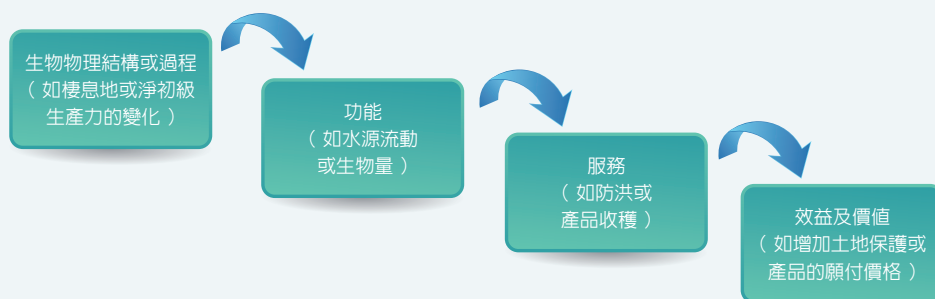 生物物理結構或過程
（如棲息地或淨初級
生產力的變化）
功能
（如水源流動
或生物量）
服務
（如防洪或
產品收穫）
效益及價值
（如增加土地保護或
產品的願付價格）